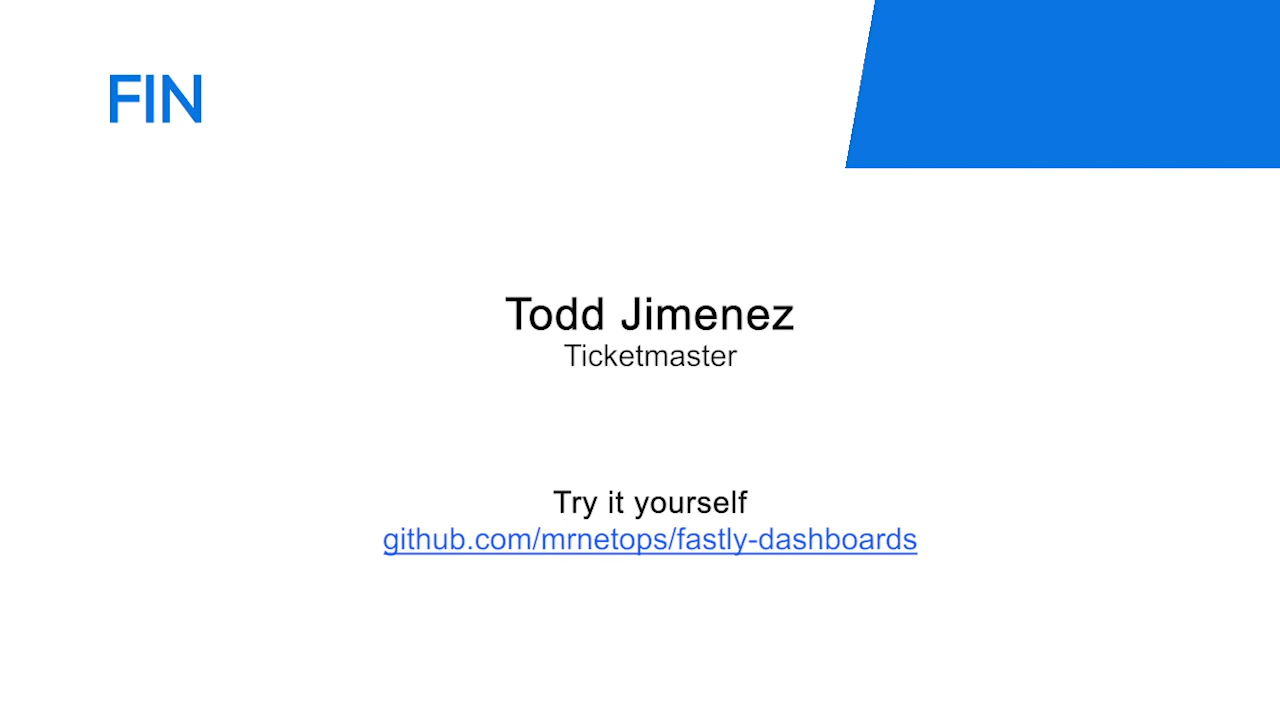 FIN
Todd Jimenez
Ticketmaster
Try it yourself
github.com/mrnetops/fastly-dashboards